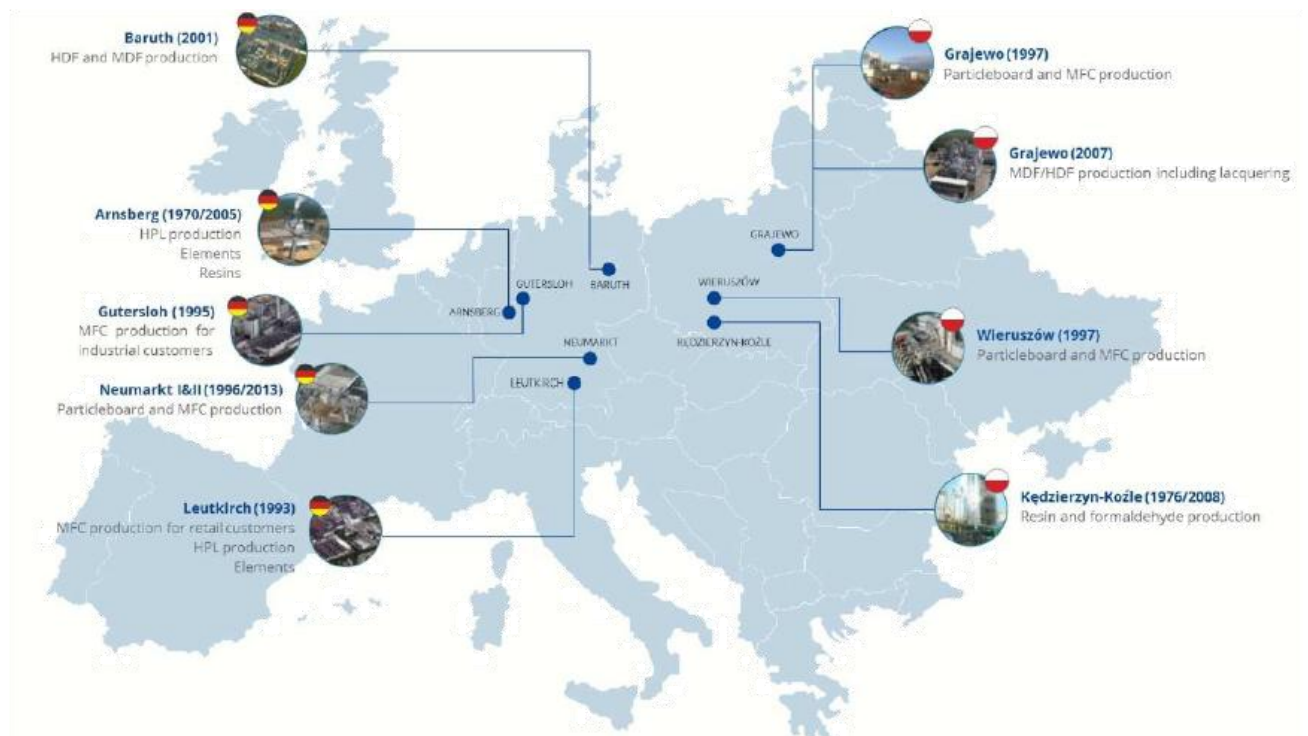 Baruth (2001)
HDF and MDF production
Arnsberg (1970/2005)
HPL production
Elements
Resins
Gutersloh (1995)
MFC production for
industrial customers
Neumarkt I&II (1996/2013)
Particleboard and MFC production
Leutkirch (1993)
MFC production for retail customers
HPL production
Elements
GUTERSLOH
BARUTH
ARNSBERG
NEUMARKT
LEUTKIRCH
GRAJEWO
WIERUSZÓW
KĘDZIERZYN-KOŹLE
Grajewo (1997)
Particleboard and MFC production
Grajewo (2007)
MDF/HDF production including lacquering
Wieruszów (1997)
Particleboard and MFC production
Kędzierzyn-Koźle (1976/2008)
Resin and formaldehyde production